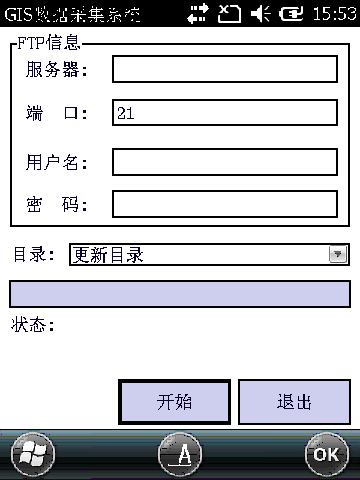 GIS数据采集系统 15:53
FTP信息
服务器:
端 口: 21
用户名:
密 码:
目录: 更新目录
状态:
开始 退出
A OK